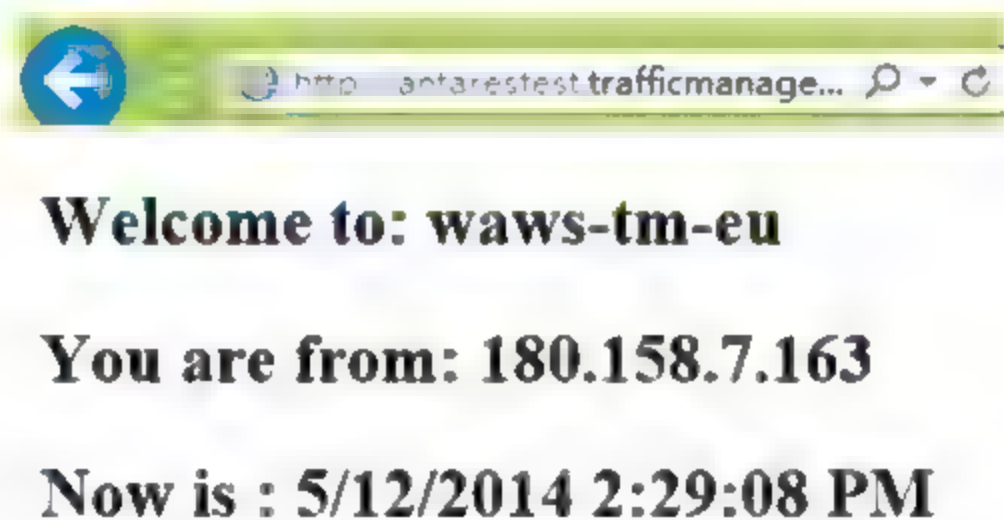 http antarestest.trafficmanage...
Welcome to: waws-tm-eu
You are from: 180.158.7.163
Now is : 5/12/2014 2:29:08 PM